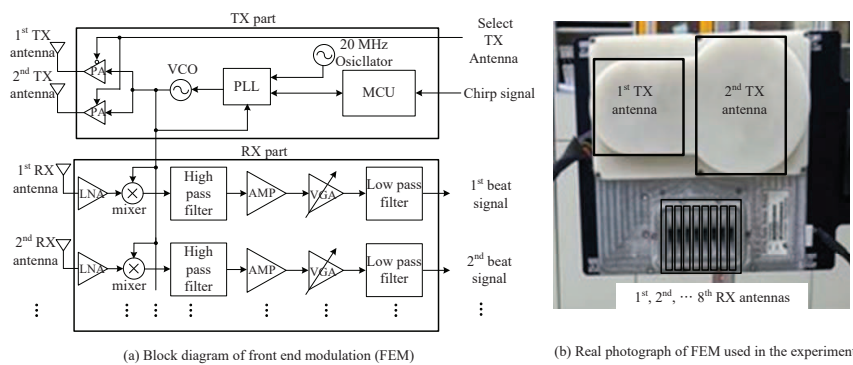 TX part
1st TX
antenna
2nd TX
antenna
PA
PA
VCO
PLL
20 MHz
Osicllator
MCU
Select
TX
Antenna
Chirp signal
RX part
1st RX
antenna
LNA
mixer
High
pass
filter
AMP
VGA
Low pass
filter
1st beat
signal
2nd RX
antenna
LNA
mixer
High
pass
filter
AMP
VGA
Low pass
filter
2nd beat
signal
(a) Block diagram of front end modulation (FEM)
1st TX
antenna
2nd TX
antenna
1st, 2nd, ··· 8th RX antennas
(b) Real photograph of FEM used in the experimen